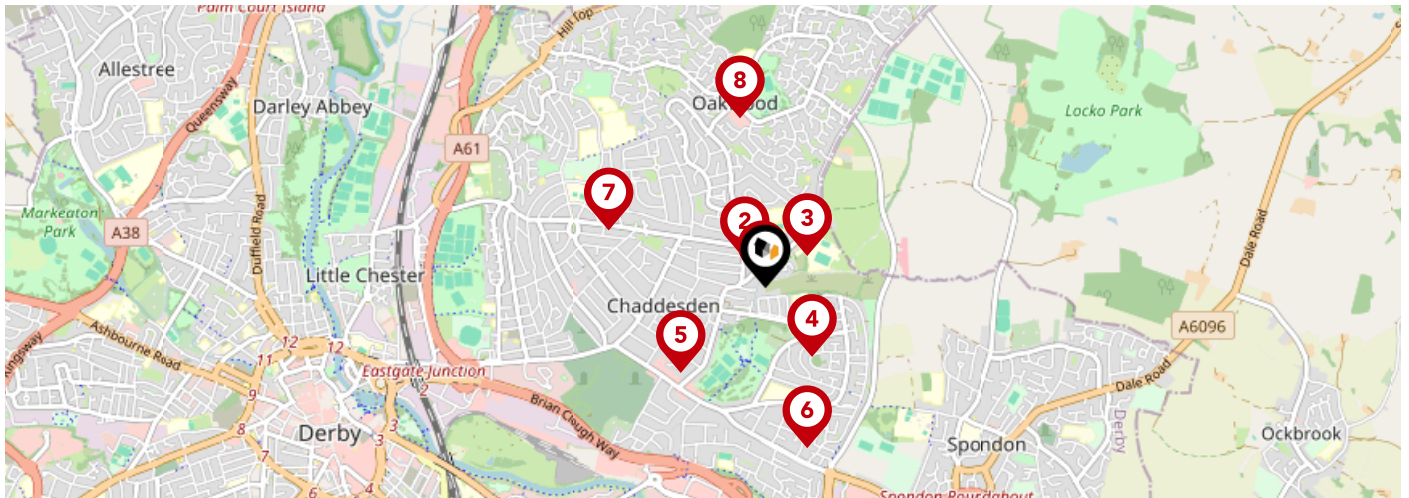 Palm Court Island
Hill Top
Allestree
Queensway
8
Darley Abbey
Oakwood
Locko Park
A61
7
Markeaton
Park
2
3
A38
Duffield Road
Dale Road
Little Chester
Chaddesden
4
5
A6096
Kingsway
Ashbourne Road
12
12
11
Eastgate Junction
2
Dale Road
9
Brian Clough Way
6
Derby
8
3
Derby
3
Spondon
Ockbrook
7
6
4
Spondon Roundabout